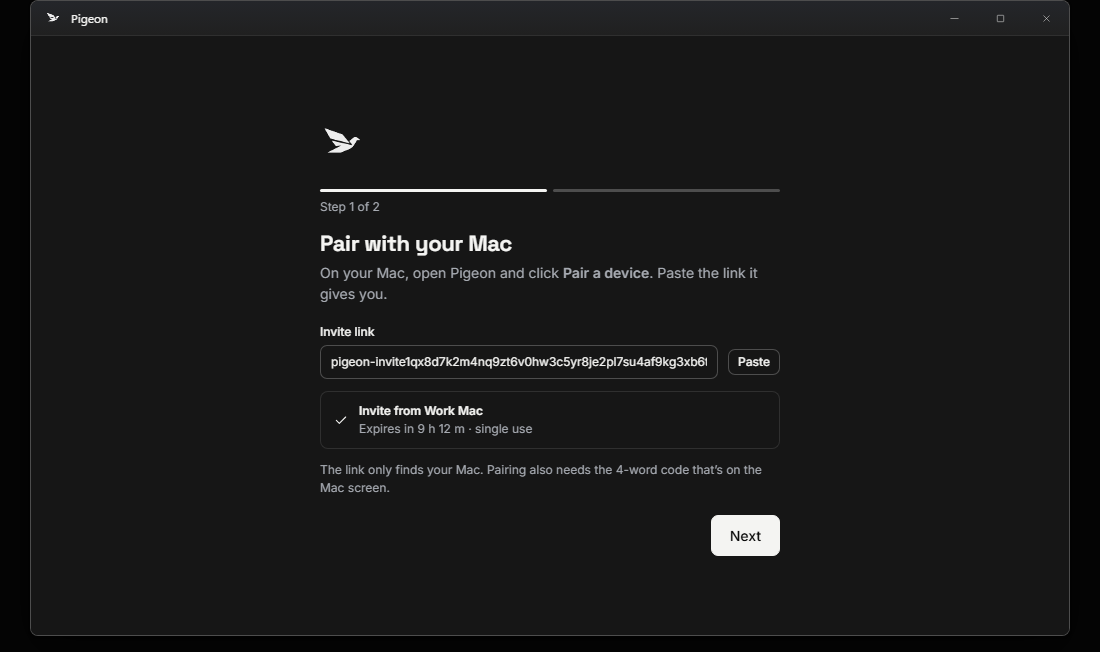 Pigeon
Step 1 of 2
Pair with your Mac
On your Mac, open Pigeon and click Pair a device. Paste the link it
gives you.
Invite link
pigeon-invite1qx8d7k2m4nq9zt6v0hw3c5yr8je2pl7su4af9kg3xb6t
Paste
Invite from Work Mac
Expires in 9 h 12 m · single use
The link only finds your Mac. Pairing also needs the 4-word code that’s on the
Mac screen.
Next